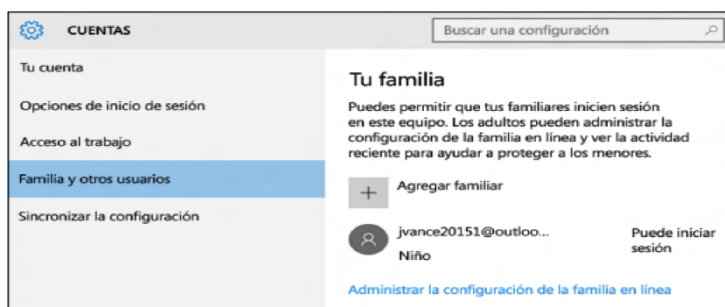 CUENTAS
Buscar una configuración
Tu cuenta
Opciones de inicio de sesión
Acceso al trabajo
Familia y otros usuarios
Sincronizar la configuración
Tu familia
Puedes permitir que tus familiares inicien sesión
en este equipo. Los adultos pueden administrar la
configuración de la familia en línea y ver la actividad
reciente para ayudar a proteger a los menores.
Agregar familiar
jvance20151@outloo...
Puede iniciar
sesión
Niño
Administrar la configuración de la familia en línea